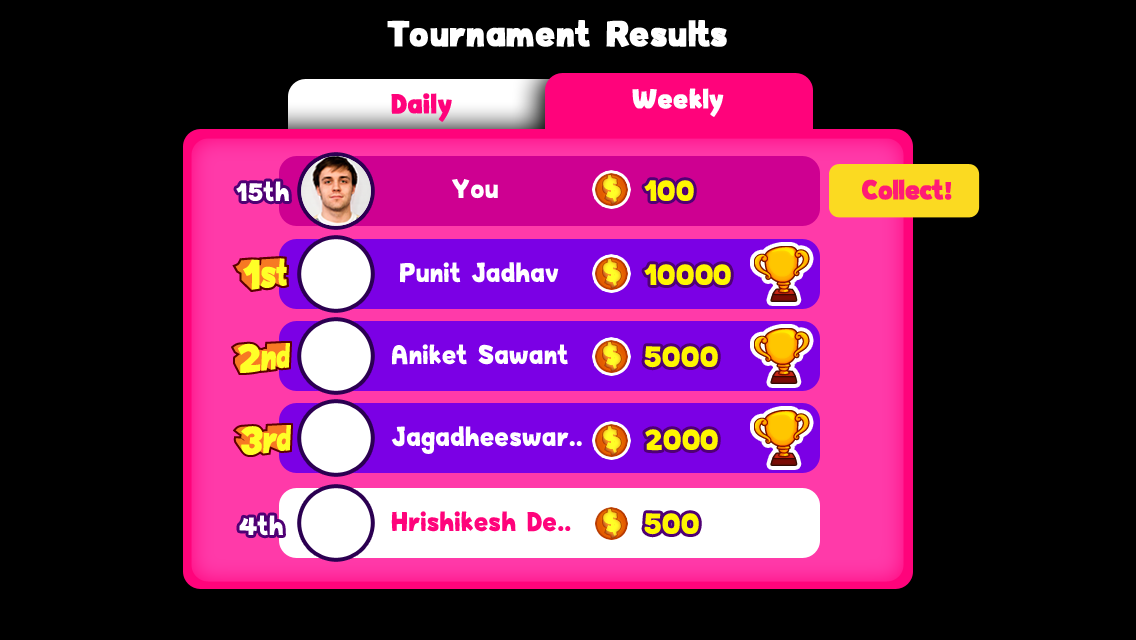 Tournament Results
Daily
Weekly
15th You 100 Collect!
1st Punit Jadhav 10000
2nd Aniket Sawant 5000
3rd Jagadheeswar.. 2000
4th Hrishikesh De.. 500